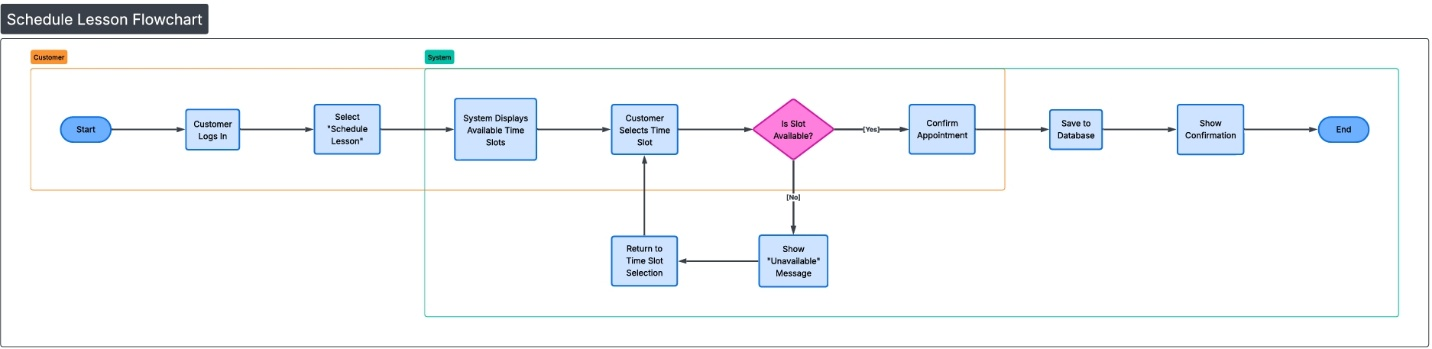 Schedule Lesson Flowchart
Customer
System
Start
Customer
Logs In
Select
"Schedule
Lesson"
System Displays
Available Time
Slots
Customer
Selects Time
Slot
Is Slot
Available?
[Yes]
Confirm
Appointment
Save to
Database
Show
Confirmation
End
[No]
Return to
Time Slot
Selection
Show
"Unavailable"
Message